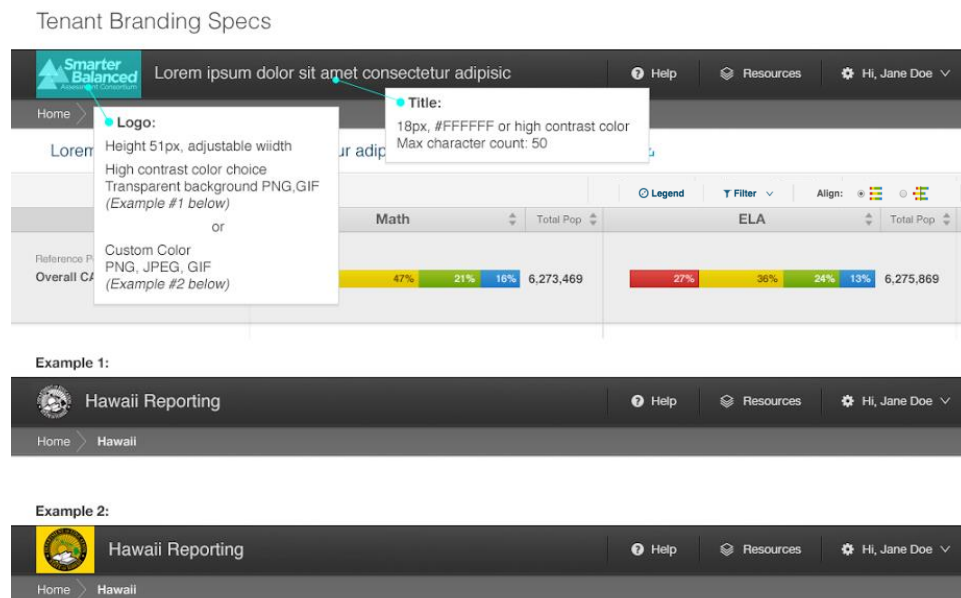 Tenant Branding Specs
Smarter
Balanced
Assessment Consortium
Lorem ipsum dolor sit amet consectetur adipisic
Help
Resources
Hi, Jane Doe
Home
Title:
18px, #FFFFFF or high contrast color
Max character count: 50
Logo:
Height 51px, adjustable wiidth
High contrast color choice
Transparent background PNG,GIF
(Example #1 below)
or
Custom Color
PNG, JPEG, GIF
(Example #2 below)
Legend
Filter
Align:
Math
Total Pop
ELA
Total Pop
Overall
47%
21%
16%
6,273,469
27%
36%
24%
13%
6,275,869
Example 1:
Hawaii Reporting
Help
Resources
Hi, Jane Doe
Home
Hawaii
Example 2:
Hawaii Reporting
Help
Resources
Hi, Jane Doe
Home
Hawaii